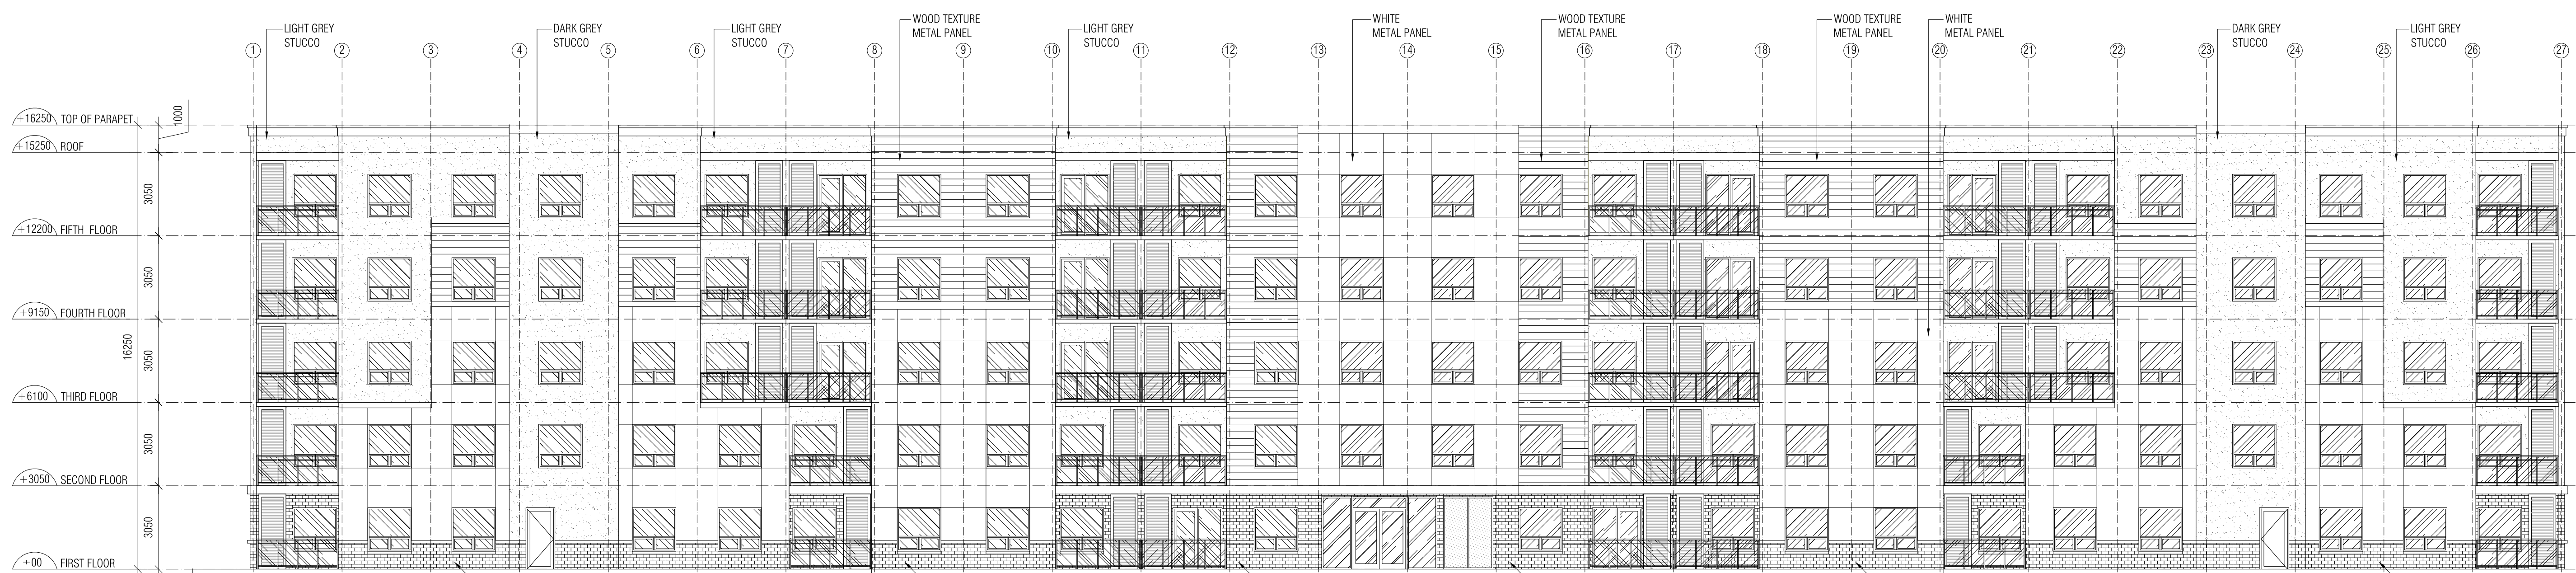 LIGHT GREY
STUCCO
DARK GREY
STUCCO
LIGHT GREY
STUCCO
WOOD TEXTURE
METAL PANEL
LIGHT GREY
STUCCO
WHITE
METAL PANEL
WOOD TEXTURE
METAL PANEL
WOOD TEXTURE
METAL PANEL
WHITE
METAL PANEL
DARK GREY
STUCCO
LIGHT GREY
STUCCO
1 2 3 4 5 6 7 8 9 10 11 12 13 14 15 16 17 18 19 20 21 22 23 24 25 26 27
+16250 TOP OF PARAPET
1000
+15250 ROOF
3050
+12200 FIFTH FLOOR
3050
+9150 FOURTH FLOOR
16250
3050
+6100 THIRD FLOOR
3050
+3050 SECOND FLOOR
3050
±00 FIRST FLOOR